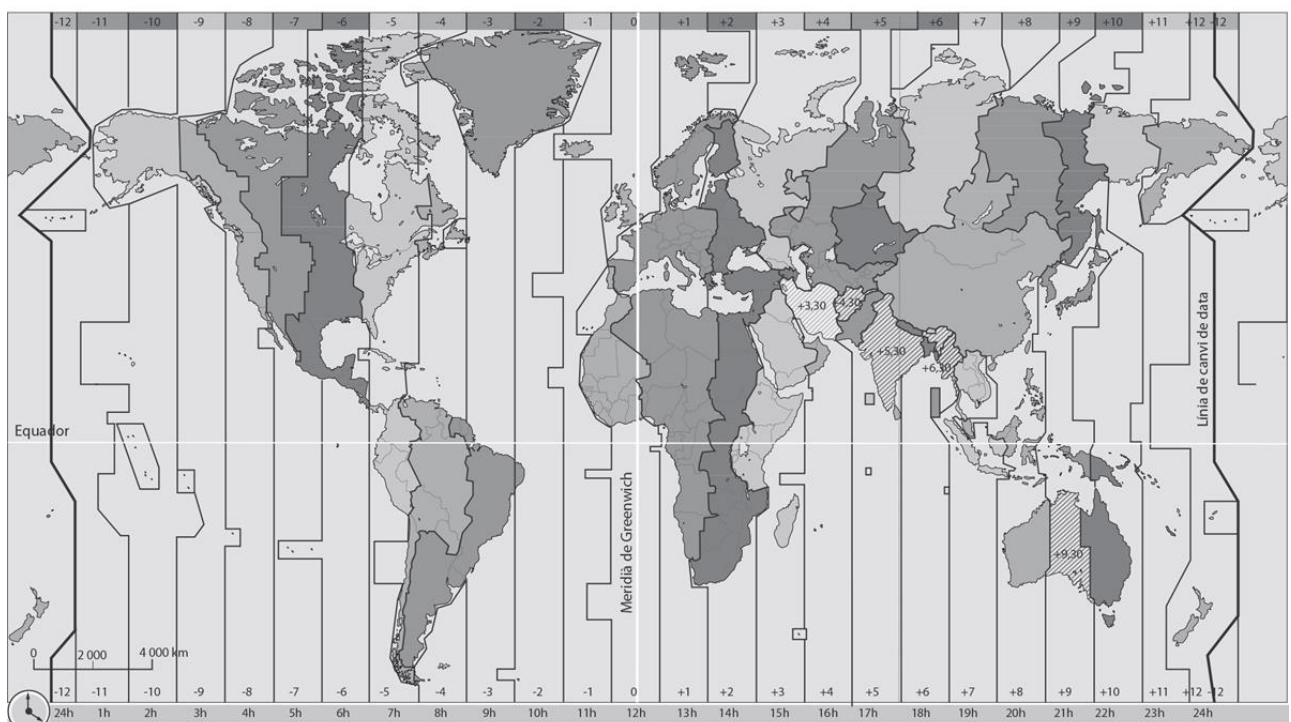 -12 -11 -10 -9 -8 -7 -6 -5 -4 -3 -2 -1 0 +1 +2 +3 +4 +5 +6 +7 +8 +9 +10 +11 +12 -12
+3,30
+4,30
+5,30
+6,30
Línia de canvi de data
Equador
Meridià de Greenwich
+9,30
0 2 000 4 000 km
-12 -11 -10 -9 -8 -7 -6 -5 -4 -3 -2 -1 0 +1 +2 +3 +4 +5 +6 +7 +8 +9 +10 +11 +12 -12
24h 1h 2h 3h 4h 5h 6h 7h 8h 9h 10h 11h 12h 13h 14h 15h 16h 17h 18h 19h 20h 21h 22h 23h 24h